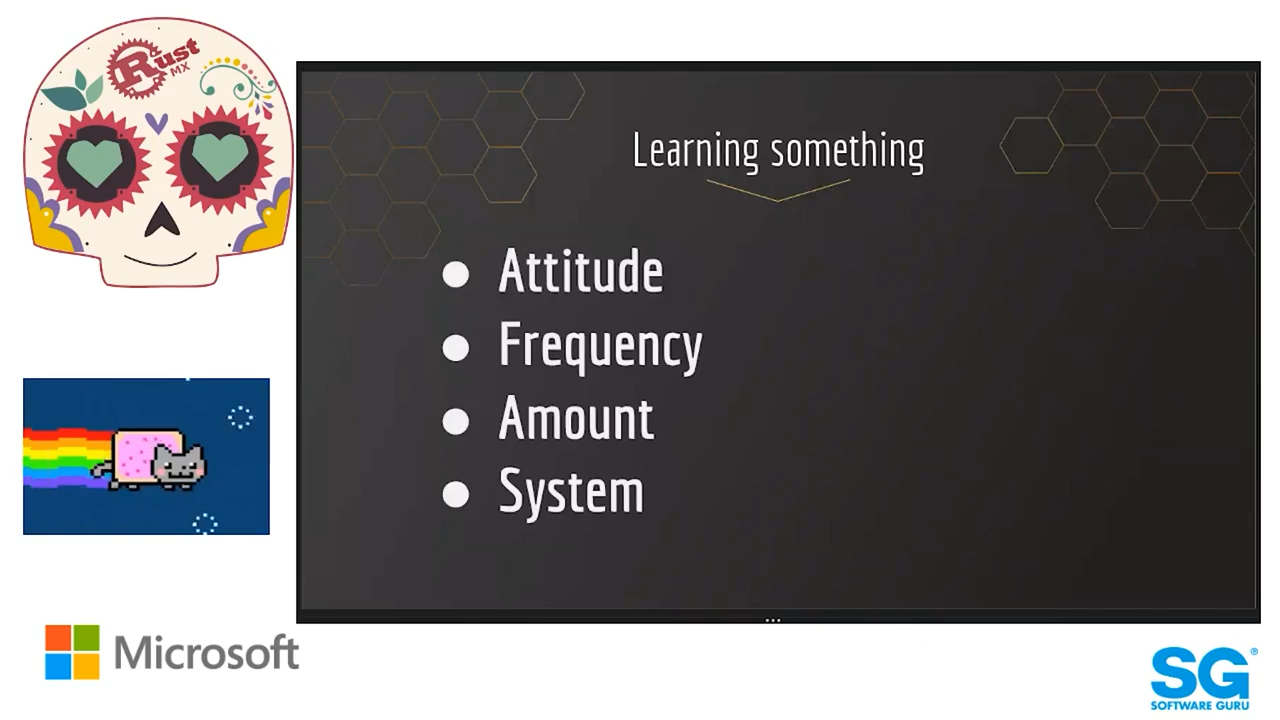 Rust
MX
Learning something
● Attitude
● Frequency
● Amount
● System
Microsoft
SG®
SOFTWARE GURU